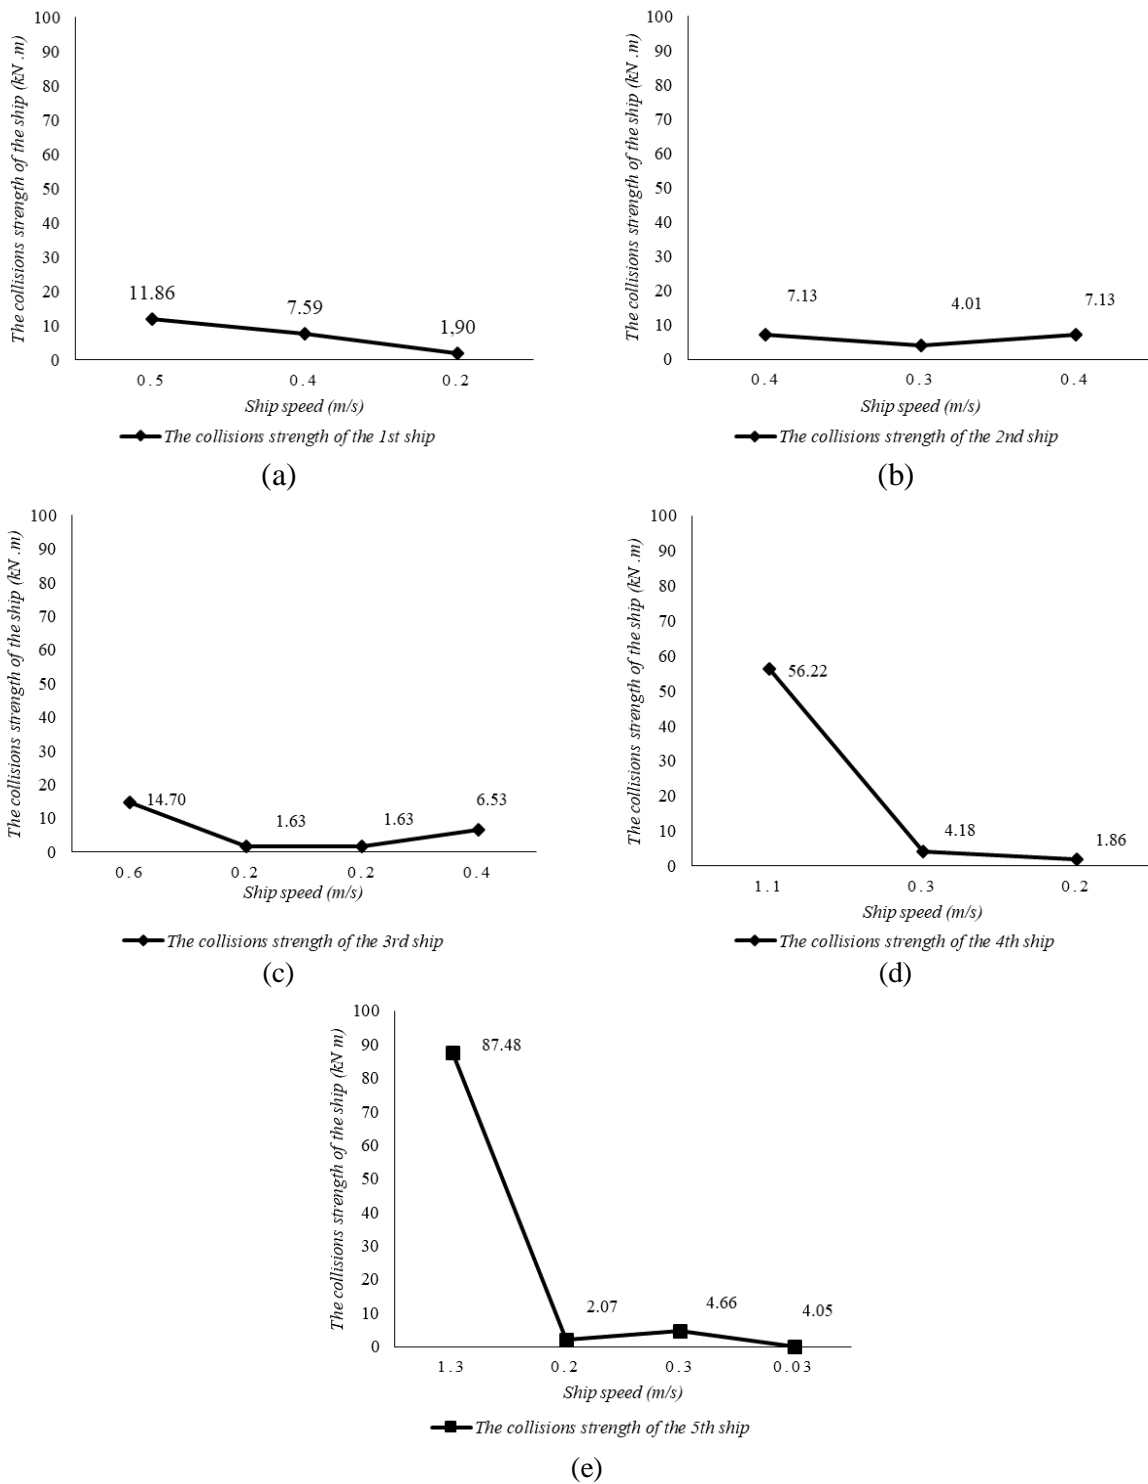 The collisions strength of the ship (kN .m)
100
90
80
70
60
50
40
30
20
10
0
11.86
7.59
1,90
0.5 0.4 0.2
Ship speed (m/s)
The collisions strength of the 1st ship
(a)
The collisions strength of the ship (kN .m)
100
90
80
70
60
50
40
30
20
10
0
7.13
4.01
7.13
0.4 0.3 0.4
Ship speed (m/s)
The collisions strength of the 2nd ship
(b)
The collisions strength of the ship (kN .m)
100
90
80
70
60
50
40
30
20
10
0
14.70
1.63
1.63
6.53
0.6 0.2 0.2 0.4
Ship speed (m/s)
The collisions strength of the 3rd ship
(c)
The collisions strength of the ship (kN .m)
100
90
80
70
60
50
40
30
20
10
0
56.22
4.18
1.86
1.1 0.3 0.2
Ship speed (m/s)
The collisions strength of the 4th ship
(d)
The collisions strength of the ship (kN m)
100
90
80
70
60
50
40
30
20
10
0
87.48
2.07
4.66
4.05
1.3 0.2 0.3 0.03
Ship speed (m/s)
The collisions strength of the 5th ship
(e)